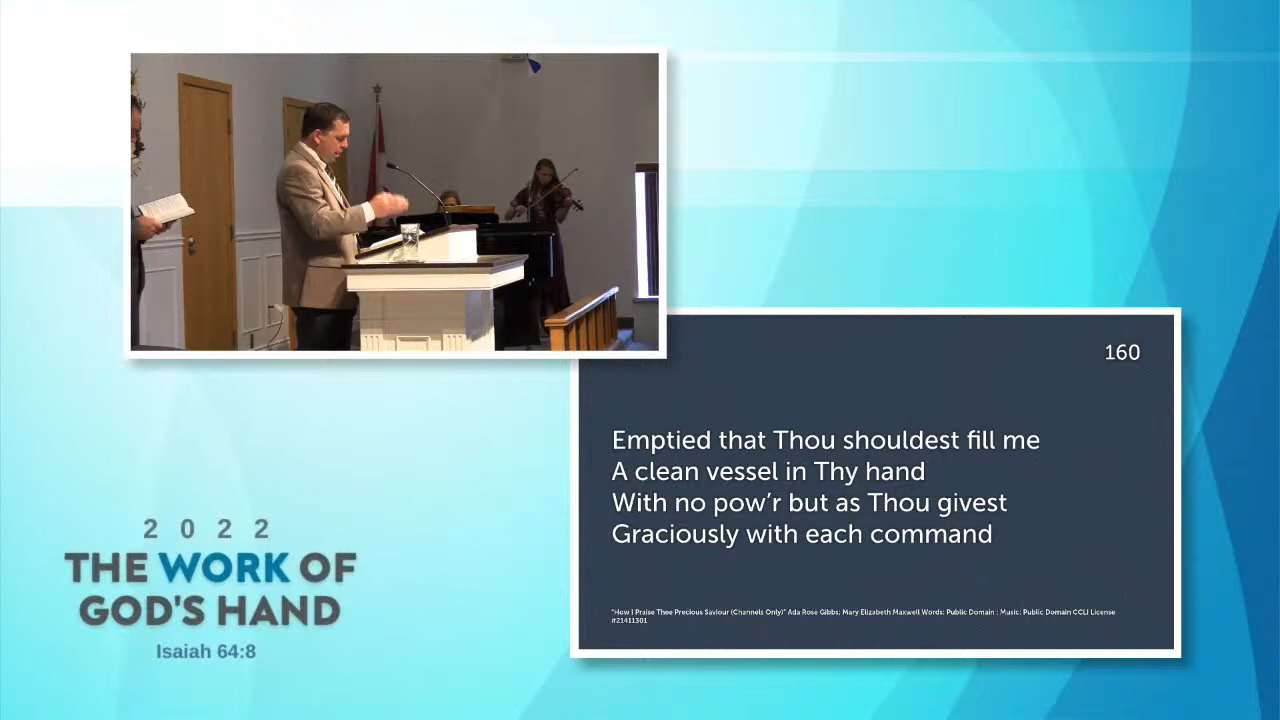 160
Emptied that Thou shouldest fill me
A clean vessel in Thy hand
With no pow’r but as Thou givest
Graciously with each command
"How I Praise Thee Precious Saviour (Channels Only)" Ada Rose Gibbs; Mary Elizabeth Maxwell Words: Public Domain : Music: Public Domain CCLI License
#21411301
2 0 2 2
THE WORK OF
GOD'S HAND
Isaiah 64:8